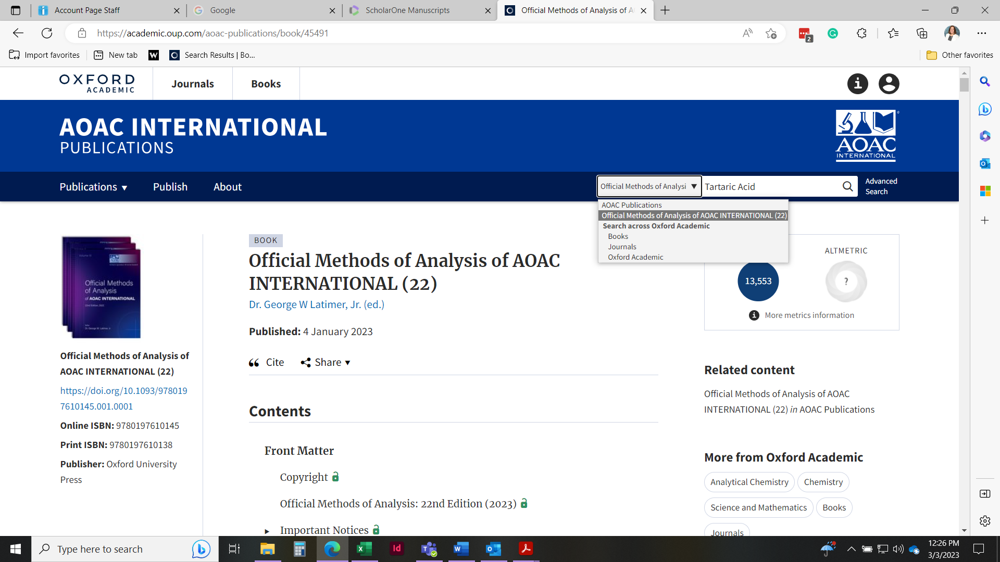 Account Page Staff
Google
ScholarOne Manuscripts
Official Methods of Analysis of A
https://academic.oup.com/aoac-publications/book/45491
2
Import favorites
New tab
W
Search Results | Bo...
Other favorites
OXFORD
ACADEMIC
Journals
Books
AOAC INTERNATIONAL
PUBLICATIONS
AOAC
INTERNATIONAL
Publications
Publish
About
Official Methods of Analysi
Tartaric Acid
Advanced
Search
AOAC Publications
Official Methods of Analysis of AOAC INTERNATIONAL (22)
Search across Oxford Academic
Books
Journals
Oxford Academic
Official Methods
of Analysis
of AOAC INTERNATIONAL
Official Methods of Analysis of
AOAC INTERNATIONAL (22)
https://doi.org/10.1093/978019
7610145.001.0001
Online ISBN: 9780197610145
Print ISBN: 9780197610138
Publisher: Oxford University
Press
BOOK
Official Methods of Analysis of AOAC
INTERNATIONAL (22)
Dr. George W Latimer, Jr. (ed.)
Published: 4 January 2023
Cite
Share
Contents
Front Matter
Copyright
Official Methods of Analysis: 22nd Edition (2023)
Important Notices
ALTMETRIC
13,553
?
More metrics information
Related content
Official Methods of Analysis of AOAC
INTERNATIONAL (22) in AOAC Publications
More from Oxford Academic
Analytical Chemistry
Chemistry
Science and Mathematics
Books
Journals
Type here to search
Id
12:26 PM
3/3/2023